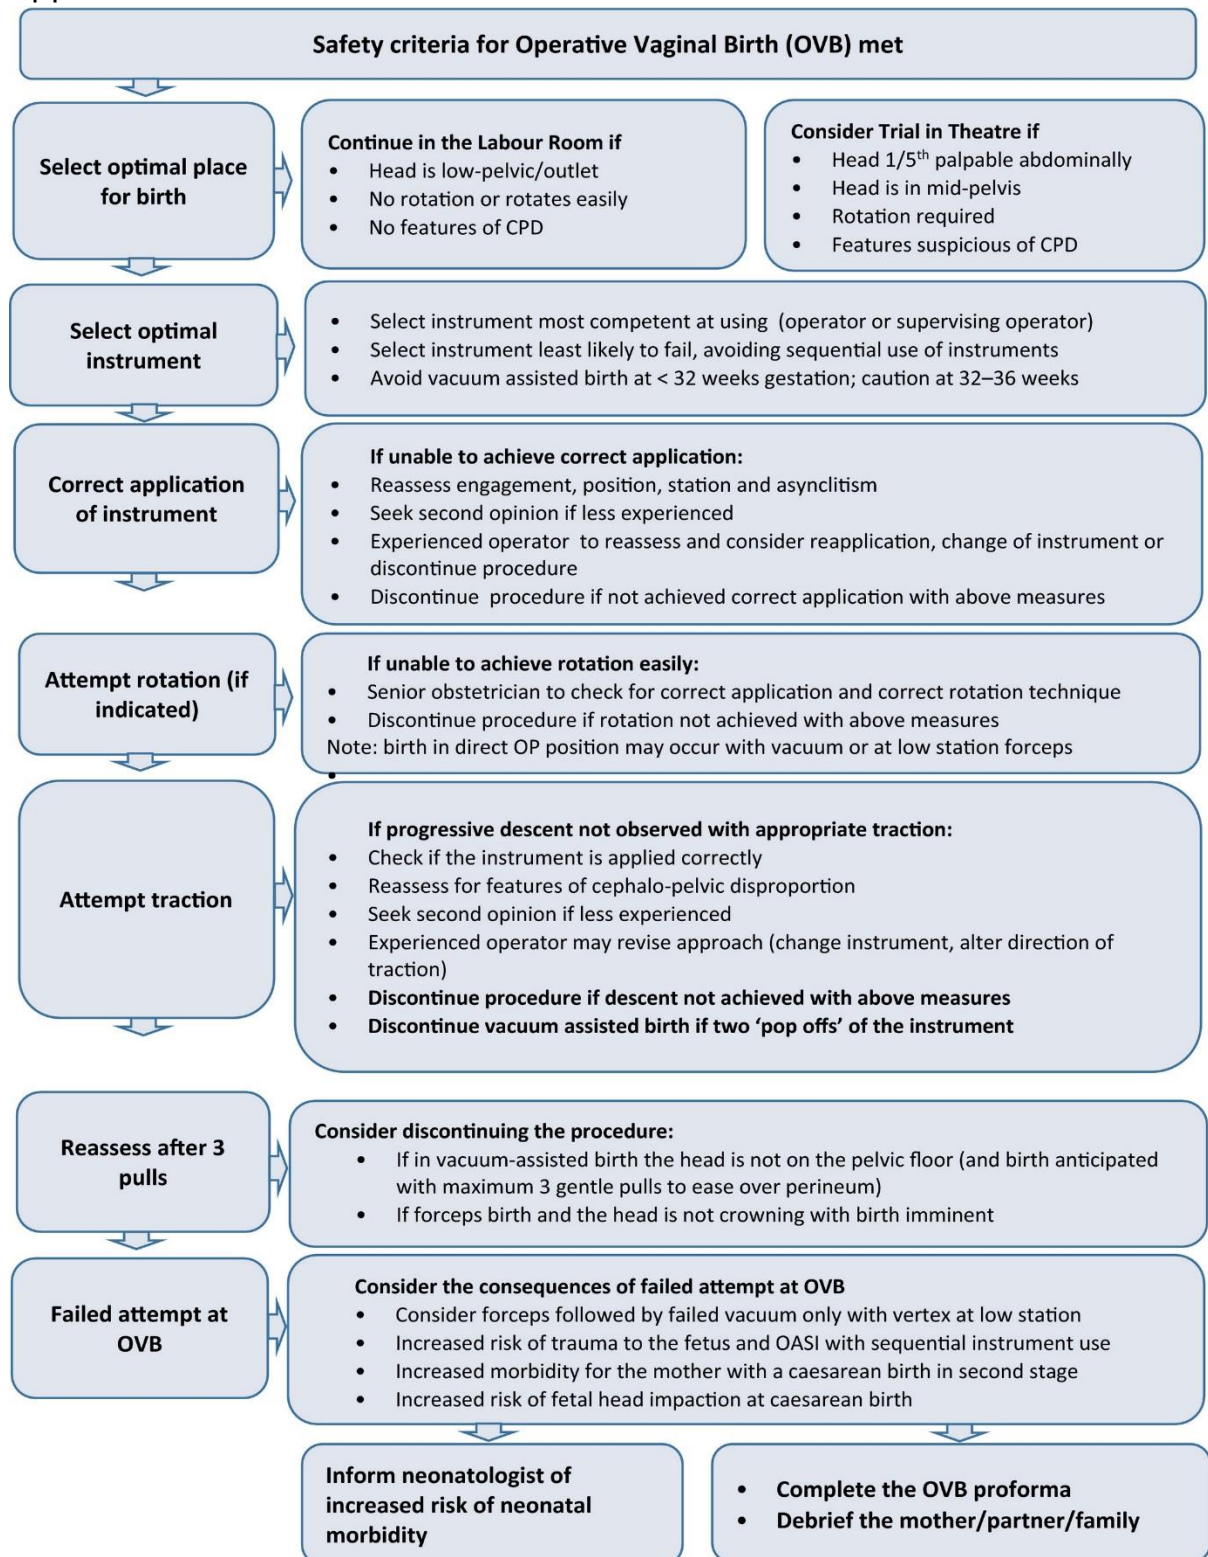 Safety criteria for Operative Vaginal Birth (OVB) met
Select optimal place
for birth
Continue in the Labour Room if
• Head is low-pelvic/outlet
• No rotation or rotates easily
• No features of CPD
Consider Trial in Theatre if
• Head 1/5th palpable abdominally
• Head is in mid-pelvis
• Rotation required
• Features suspicious of CPD
Select optimal
instrument
• Select instrument most competent at using (operator or supervising operator)
• Select instrument least likely to fail, avoiding sequential use of instruments
• Avoid vacuum assisted birth at < 32 weeks gestation; caution at 32–36 weeks
Correct application
of instrument
If unable to achieve correct application:
• Reassess engagement, position, station and asynclitism
• Seek second opinion if less experienced
• Experienced operator to reassess and consider reapplication, change of instrument or
discontinue procedure
• Discontinue procedure if not achieved correct application with above measures
Attempt rotation (if
indicated)
If unable to achieve rotation easily:
• Senior obstetrician to check for correct application and correct rotation technique
• Discontinue procedure if rotation not achieved with above measures
Note: birth in direct OP position may occur with vacuum or at low station forceps
•
Attempt traction
If progressive descent not observed with appropriate traction:
• Check if the instrument is applied correctly
• Reassess for features of cephalo-pelvic disproportion
• Seek second opinion if less experienced
• Experienced operator may revise approach (change instrument, alter direction of
traction)
• Discontinue procedure if descent not achieved with above measures
• Discontinue vacuum assisted birth if two ‘pop offs’ of the instrument
Reassess after 3
pulls
Consider discontinuing the procedure:
• If in vacuum-assisted birth the head is not on the pelvic floor (and birth anticipated
with maximum 3 gentle pulls to ease over perineum)
• If forceps birth and the head is not crowning with birth imminent
Failed attempt at
OVB
Consider the consequences of failed attempt at OVB
• Consider forceps followed by failed vacuum only with vertex at low station
• Increased risk of trauma to the fetus and OASI with sequential instrument use
• Increased morbidity for the mother with a caesarean birth in second stage
• Increased risk of fetal head impaction at caesarean birth
Inform neonatologist of
increased risk of neonatal
morbidity
• Complete the OVB proforma
• Debrief the mother/partner/family